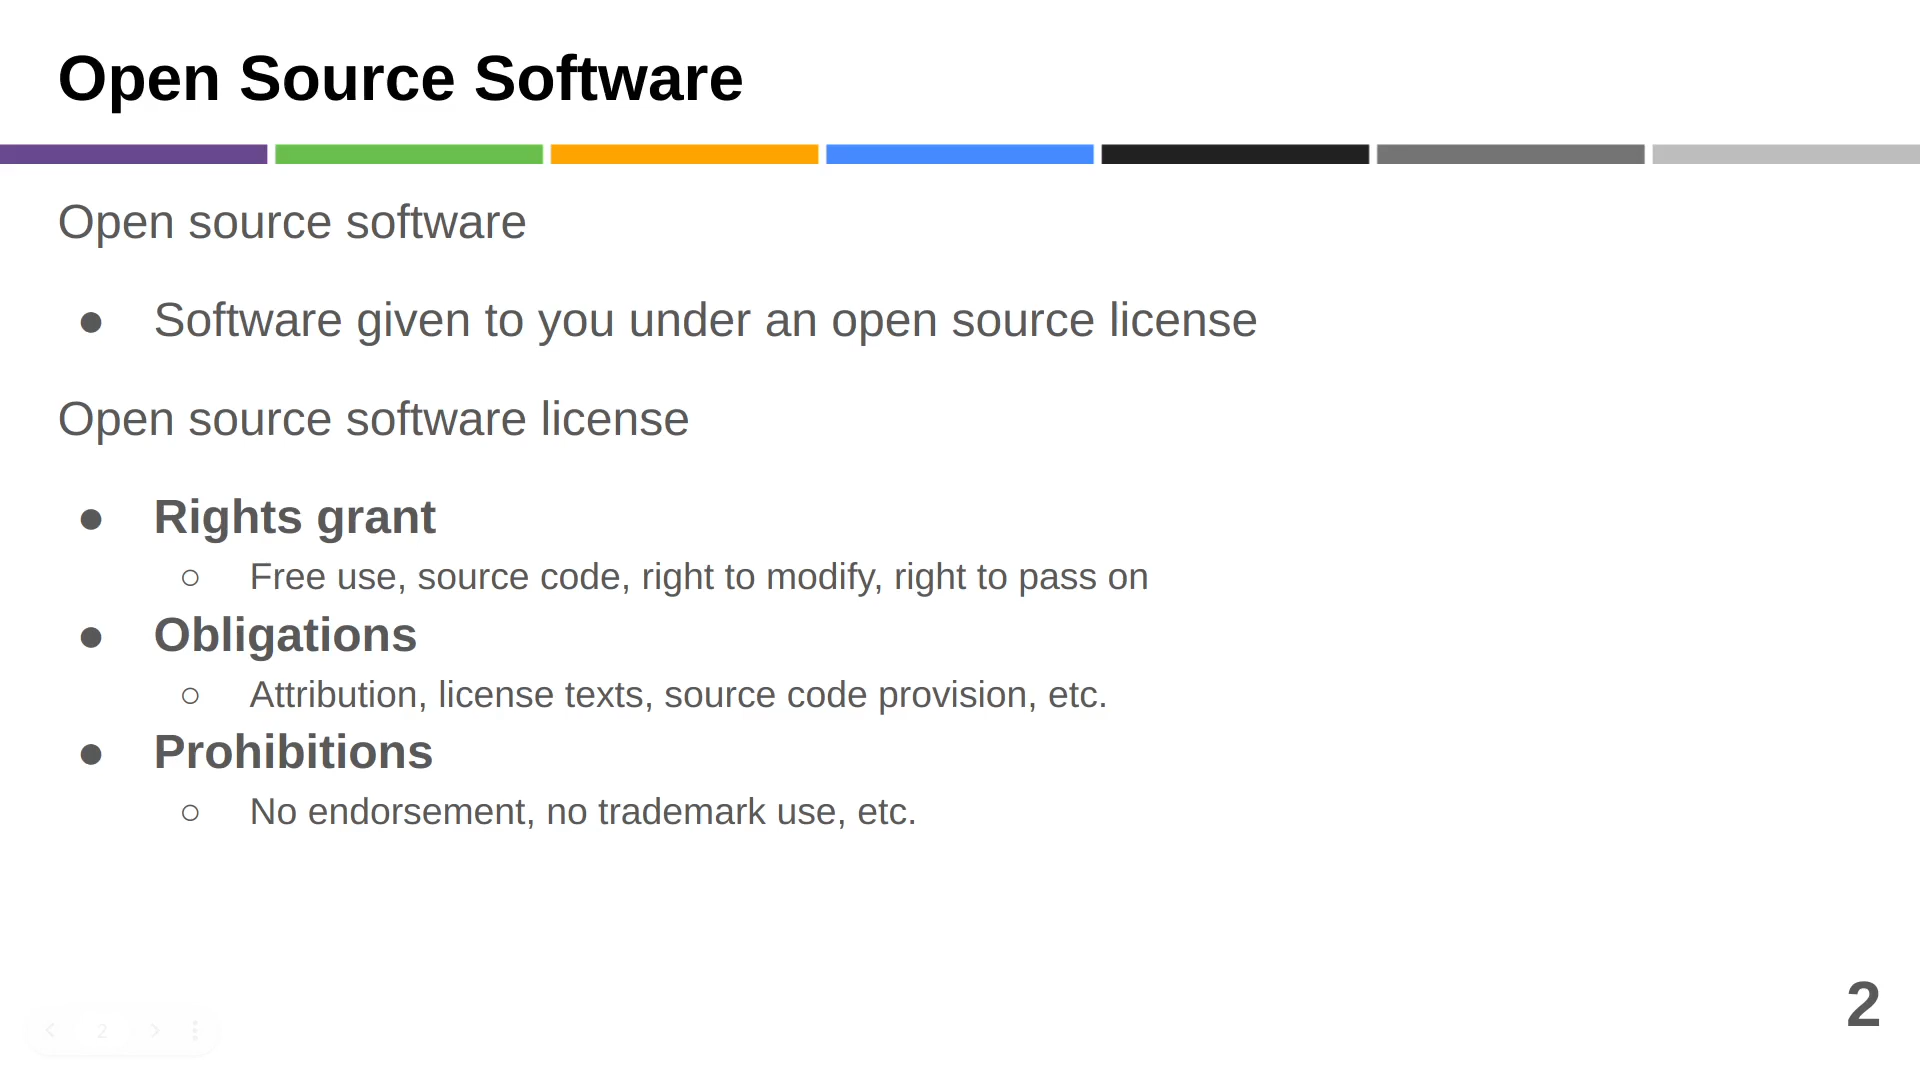 Open Source Software
Open source software
● Software given to you under an open source license
Open source software license
● Rights grant
○ Free use, source code, right to modify, right to pass on
● Obligations
○ Attribution, license texts, source code provision, etc.
● Prohibitions
○ No endorsement, no trademark use, etc.
2
2